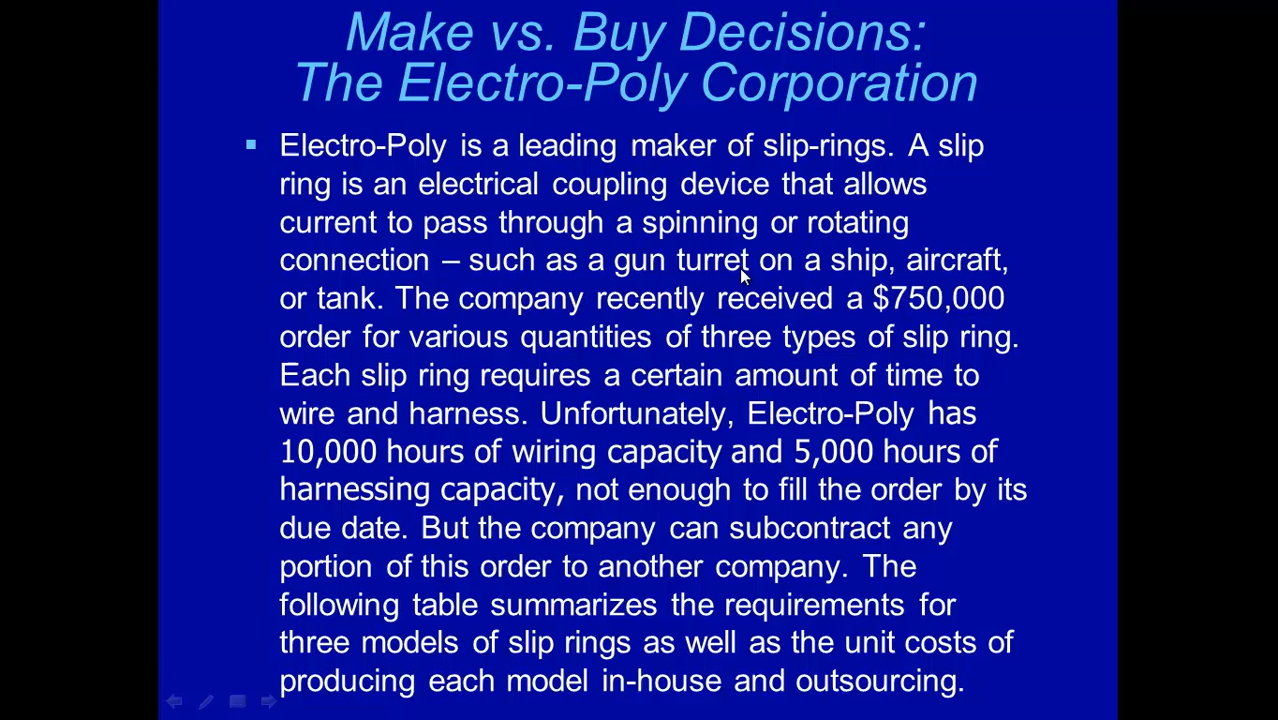 Make vs. Buy Decisions:
The Electro-Poly Corporation
▪ Electro-Poly is a leading maker of slip-rings. A slip
ring is an electrical coupling device that allows
current to pass through a spinning or rotating
connection – such as a gun turret on a ship, aircraft,
or tank. The company recently received a $750,000
order for various quantities of three types of slip ring.
Each slip ring requires a certain amount of time to
wire and harness. Unfortunately, Electro-Poly has
10,000 hours of wiring capacity and 5,000 hours of
harnessing capacity, not enough to fill the order by its
due date. But the company can subcontract any
portion of this order to another company. The
following table summarizes the requirements for
three models of slip rings as well as the unit costs of
producing each model in-house and outsourcing.